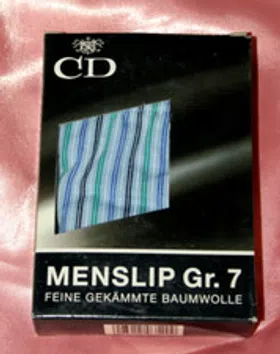 CD
MENSLIP Gr. 7
FEINE GEKÄMMTE BAUMWOLLE